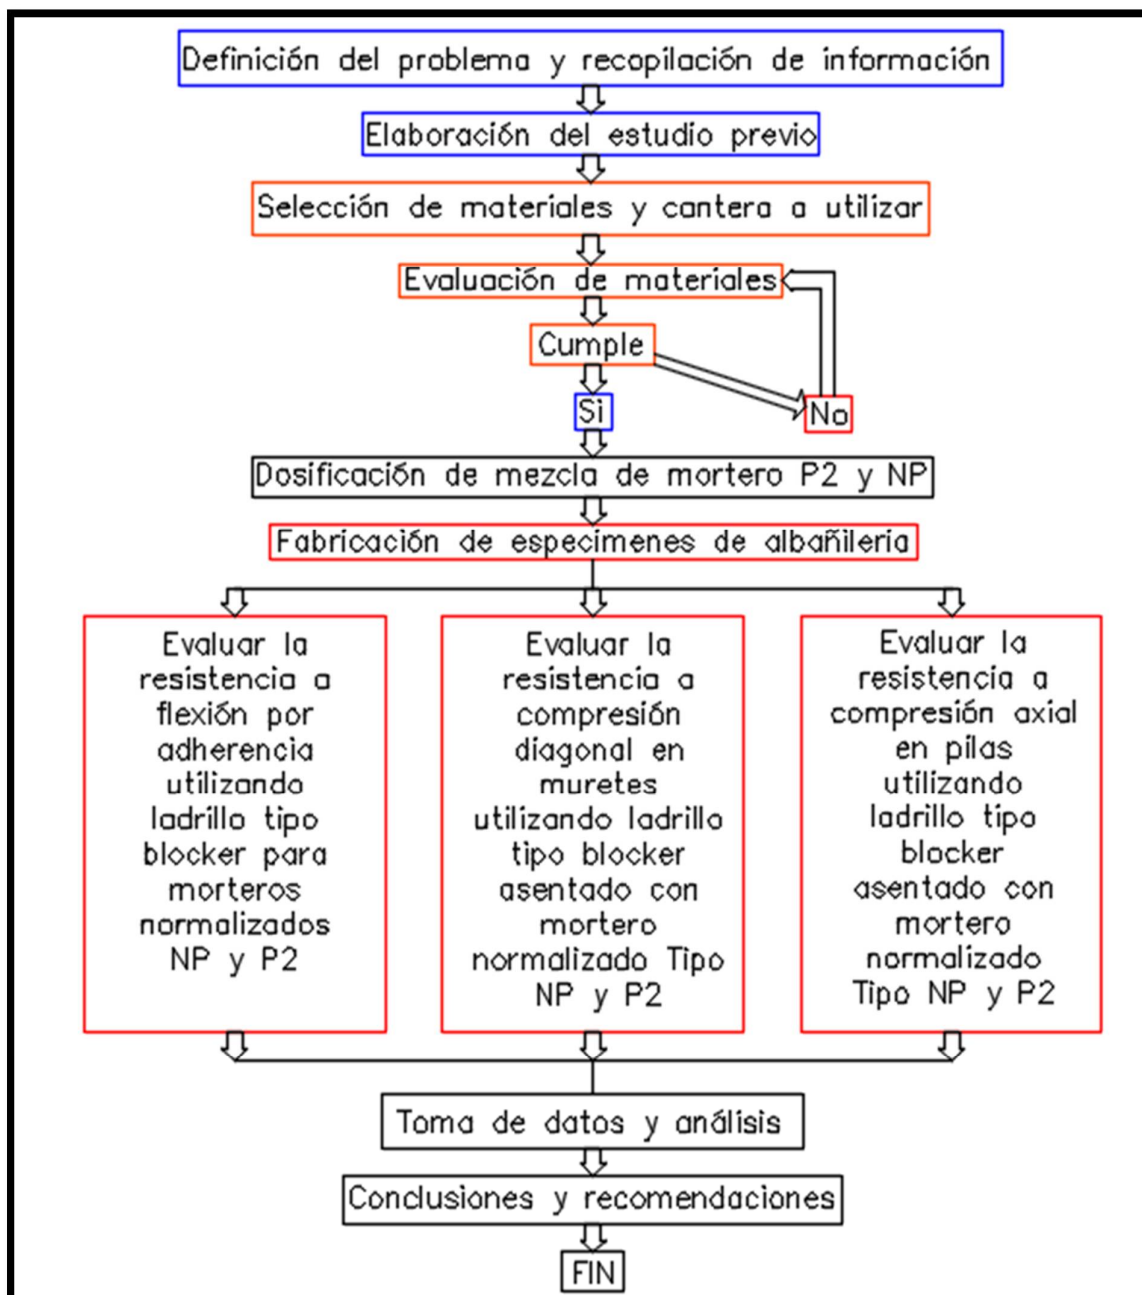 Definición del problema y recopilación de información
Elaboración del estudio previo
Selección de materiales y cantera a utilizar
Evaluación de materiales
Cumple
Si
No
Dosificación de mezcla de mortero P2 y NP
Fabricación de especimenes de albañileria
Evaluar la
resistencia a
flexión por
adherencia
utilizando
ladrillo tipo
blocker para
morteros
normalizados
NP y P2
Evaluar la
resistencia a
compresión
diagonal en
muretes
utilizando ladrillo
tipo blocker
asentado con
mortero
normalizado Tipo
NP y P2
Evaluar la
resistencia a
compresión axial
en pilas
utilizando
ladrillo tipo
blocker
asentado con
mortero
normalizado
Tipo NP y P2
Toma de datos y análisis
Conclusiones y recomendaciones
FIN